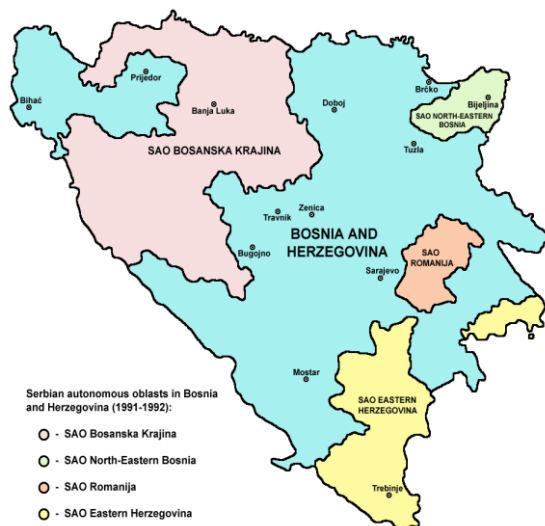 Prijedor
Bihać
Banja Luka
Doboj
Brčko
Bijeljina
SAO NORTH-EASTERN
BOSNIA
Tuzla
SAO BOSANSKA KRAJINA
Travnik
Zenica
BOSNIA AND
HERZEGOVINA
Bugojno
SAO
ROMANIJA
Sarajevo
Mostar
SAO EASTERN
HERZEGOVINA
Trebinje
Serbian autonomous oblasts in Bosnia
and Herzegovina (1991-1992):
- SAO Bosanska Krajina
- SAO North-Eastern Bosnia
- SAO Romanija
- SAO Eastern Herzegovina